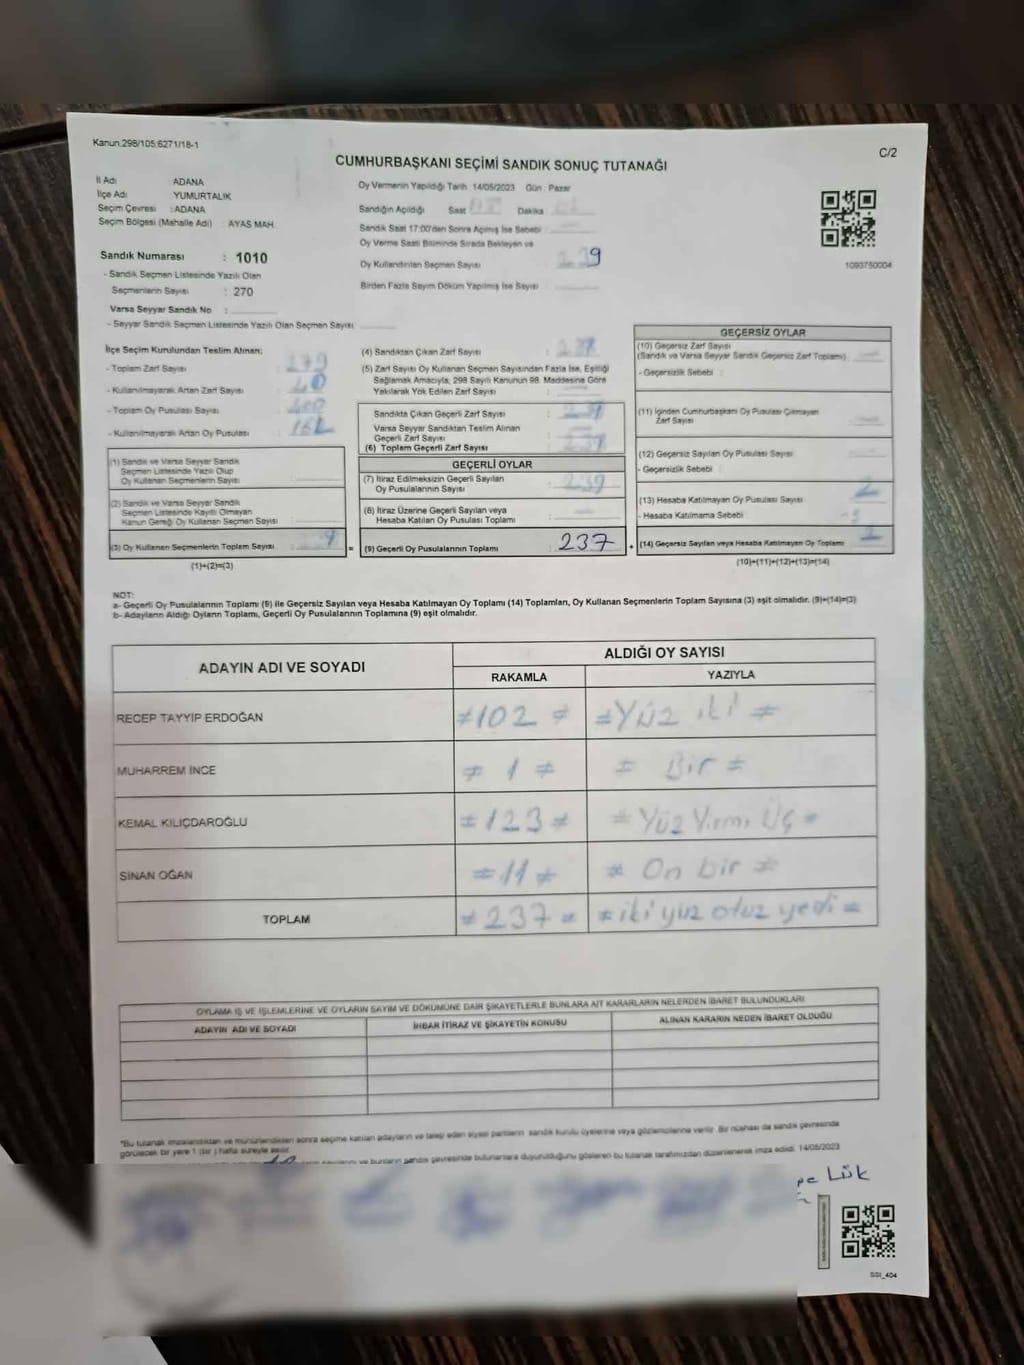 Kanun.298/105;6271/18-1
C/2
CUMHURBAŞKANI SEÇİMİ SANDIK SONUÇ TUTANAĞI
İl Adı : ADANA
İlçe Adı : YUMURTALIK
Seçim Çevresi : ADANA
Seçim Bölgesi (Mahalle Adı) : AYAS MAH.
Sandık Numarası : 1010
- Sandık Seçmen Listesinde Yazılı Olan
Seçmenlerin Sayısı : 270
Varsa Seyyar Sandık No :
- Seyyar Sandık Seçmen Listesinde Yazılı Olan Seçmen Sayısı
Oy Vermenin Yapıldığı Tarih 14/05/2023 Gün : Pazar
Sandığın Açıldığı Saat Dakika
Sandık Saat 17:00'den Sonra Açılmış İse Sebebi :
Oy Verme Saati Bitiminde Sırada Bekleyen ve
Oy Kullandırılan Seçmen Sayısı
Birden Fazla Sayım Döküm Yapılmış İse Sayısı :
1093750004
İlçe Seçim Kurulundan Teslim Alınan:
- Toplam Zarf Sayısı : 279
- Kullanılmayarak Artan Zarf Sayısı : 40
- Toplam Oy Pusulası Sayısı : 400
- Kullanılmayarak Artan Oy Pusulası :
(1) Sandık ve Varsa Seyyar Sandık
Seçmen Listesinde Yazılı Olup
Oy Kullanan Seçmenlerin Sayısı :
(2) Sandık ve Varsa Seyyar Sandık
Seçmen Listesinde Kayıtlı Olmayan
Kanun Gereği Oy Kullanan Seçmen Sayısı :
(3) Oy Kullanan Seçmenlerin Toplam Sayısı
(1)+(2)=(3)
(4) Sandıktan Çıkan Zarf Sayısı :
(5) Zarf Sayısı Oy Kullanan Seçmen Sayısından Fazla İse, Eşitliği
Sağlamak Amacıyla, 298 Sayılı Kanunun 98. Maddesine Göre
Yakılarak Yok Edilen Zarf Sayısı :
Sandıkta Çıkan Geçerli Zarf Sayısı :
Varsa Seyyar Sandıktan Teslim Alınan
Geçerli Zarf Sayısı :
(6) Toplam Geçerli Zarf Sayısı :
GEÇERLİ OYLAR
(7) İtiraz Edilmeksizin Geçerli Sayılan
Oy Pusulalarının Sayısı :
(8) İtiraz Üzerine Geçerli Sayılan veya
Hesaba Katılan Oy Pusulası Toplamı :
= (9) Geçerli Oy Pusulalarının Toplamı : 237 +
GEÇERSİZ OYLAR
(10) Geçersiz Zarf Sayısı
(Sandık ve Varsa Seyyar Sandık Geçersiz Zarf Toplamı)
- Geçersizlik Sebebi :
(11) İçinden Cumhurbaşkanı Oy Pusulası Çıkmayan
Zarf Sayısı
(12) Geçersiz Sayılan Oy Pusulası Sayısı
- Geçersizlik Sebebi :
(13) Hesaba Katılmayan Oy Pusulası Sayısı : 2
- Hesaba Katılmama Sebebi :
(14) Geçersiz Sayılan veya Hesaba Katılmayan Oy Toplamı
(10)+(11)+(12)+(13)=(14)
NOT:
a- Geçerli Oy Pusulalarının Toplamı (9) ile Geçersiz Sayılan veya Hesaba Katılmayan Oy Toplamı (14) Toplamları, Oy Kullanan Seçmenlerin Toplam Sayısına (3) eşit olmalıdır. (9)+(14)=(3)
b- Adayların Aldığı Oyların Toplamı, Geçerli Oy Pusulalarının Toplamına (9) eşit olmalıdır.
ADAYIN ADI VE SOYADI
ALDIĞI OY SAYISI
RAKAMLA YAZIYLA
RECEP TAYYİP ERDOĞAN ≠102≠ ≠Yüz iki≠
MUHARREM İNCE ≠1≠ = Bir ≠
KEMAL KILIÇDAROĞLU =123≠ =Yüz Yirmi Üç=
SİNAN OĞAN =11≠ ≠ On bir ≠
TOPLAM ≠237≠ ≠iki yüz otuz yedi=
OYLAMA İŞ VE İŞLEMLERİNE VE OYLARIN SAYIM VE DÖKÜMÜNE DAİR ŞİKAYETLERLE BUNLARA AİT KARARLARIN NELERDEN İBARET BULUNDUKLARI
ADAYIN ADI VE SOYADI İHBAR İTİRAZ VE ŞİKAYETİN KONUSU ALINAN KARARIN NEDEN İBARET OLDUĞU
*Bu tutanak imzalandıktan ve mühürlendikten sonra seçime katılan adayların ve talep eden siyasi partilerin sandık kurulu üyelerine veya gözlemcilerine verilir. Bir nüshası da sandık çevresinde
görülecek bir yere 1 (bir) hafta süreyle asılır.
ve bunların sandık çevresinde bulunanlara duyurulduğunu gösteren bu tutanak tarafımızdan düzenlenerek imza edildi. 14/05/2023
Lük
SSI_404